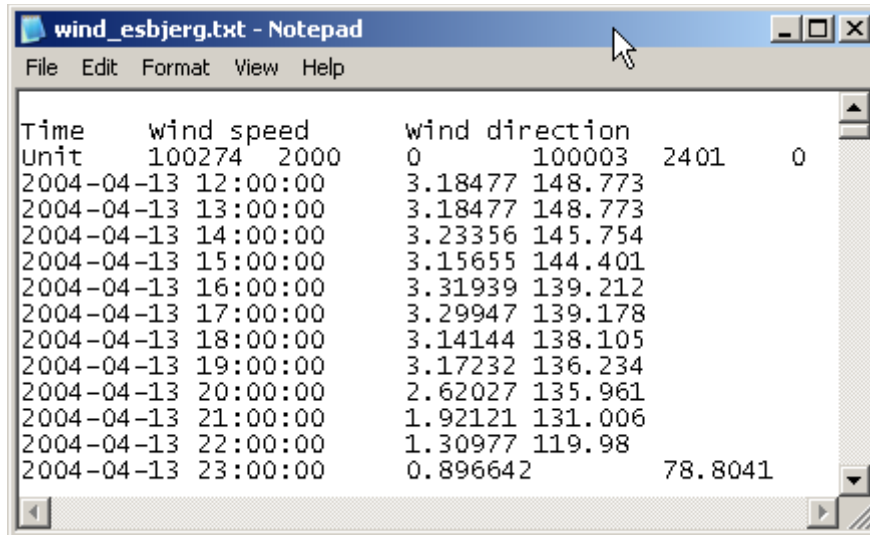 wind_esbjerg.txt - Notepad
File Edit Format View Help
Time Wind speed Wind direction
Unit 100274 2000 0 100003 2401 0
2004-04-13 12:00:00 3.18477 148.773
2004-04-13 13:00:00 3.18477 148.773
2004-04-13 14:00:00 3.23356 145.754
2004-04-13 15:00:00 3.15655 144.401
2004-04-13 16:00:00 3.31939 139.212
2004-04-13 17:00:00 3.29947 139.178
2004-04-13 18:00:00 3.14144 138.105
2004-04-13 19:00:00 3.17232 136.234
2004-04-13 20:00:00 2.62027 135.961
2004-04-13 21:00:00 1.92121 131.006
2004-04-13 22:00:00 1.30977 119.98
2004-04-13 23:00:00 0.896642 78.8041